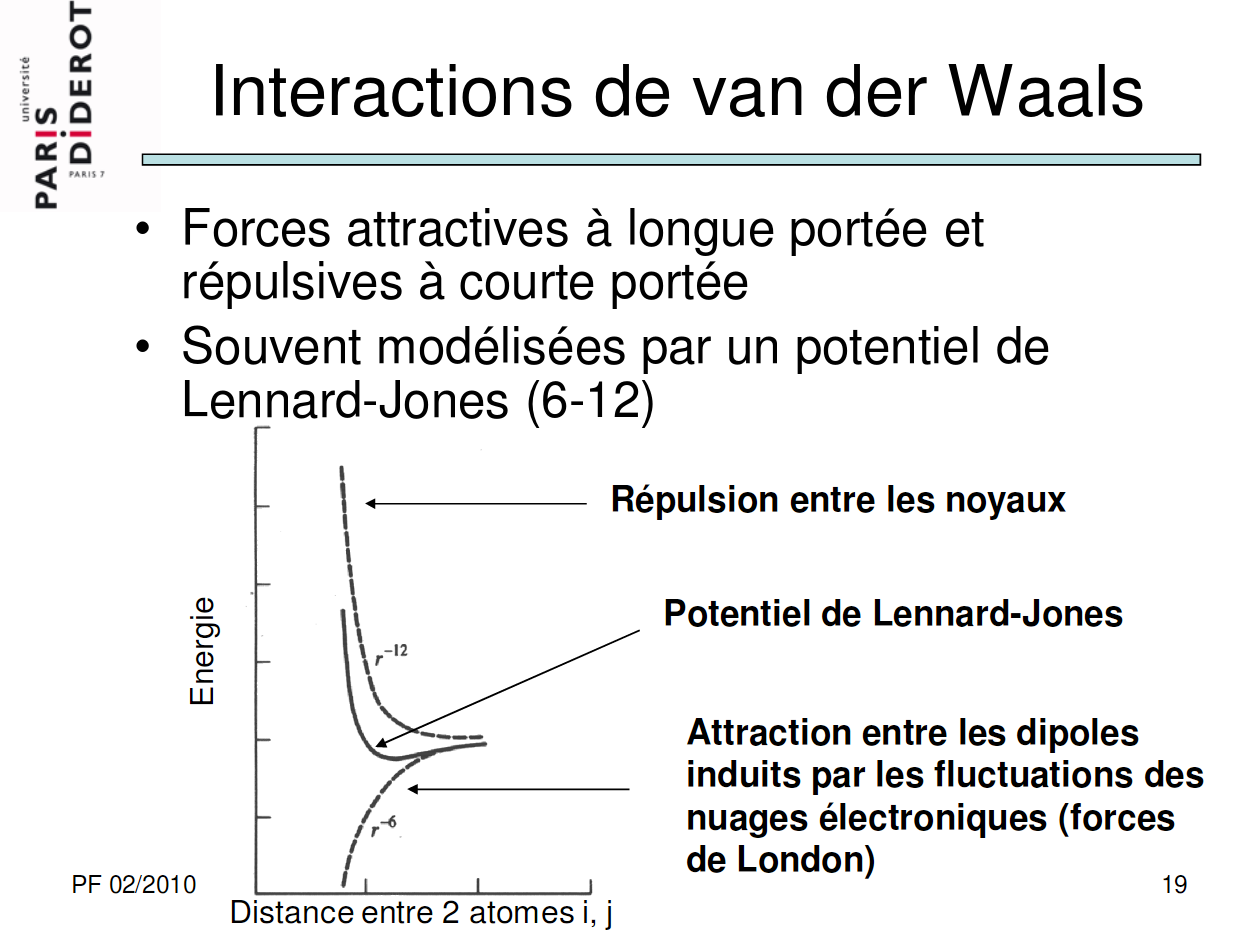 université
PARIS
DiDEROT
PARIS 7
Interactions de van der Waals
• Forces attractives à longue portée et
répulsives à courte portée
• Souvent modélisées par un potentiel de
Lennard-Jones (6-12)
Répulsion entre les noyaux
Potentiel de Lennard-Jones
Energie
r⁻¹²
Attraction entre les dipoles
induits par les fluctuations des
nuages électroniques (forces
de London)
r⁻⁶
PF 02/2010
19
Distance entre 2 atomes i, j